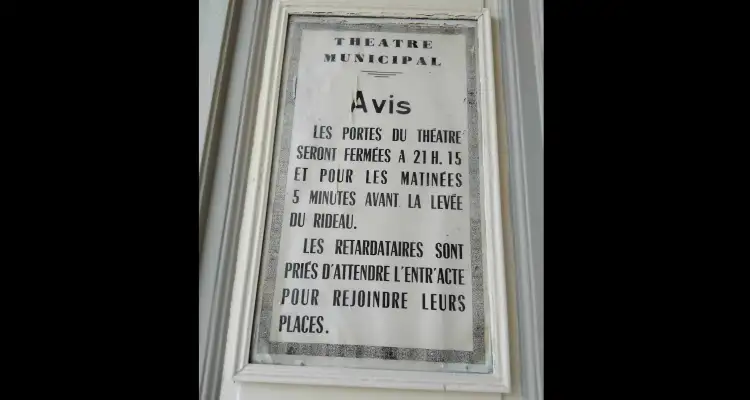 THEATRE
MUNICIPAL
Avis
LES PORTES DU THÉATRE
SERONT FERMÉES A 21 H. 15
ET POUR LES MATINÉES
5 MINUTES AVANT LA LEVÉE
DU RIDEAU.
LES RETARDATAIRES SONT
PRIÉS D'ATTENDRE L'ENTR'ACTE
POUR REJOINDRE LEURS
PLACES.